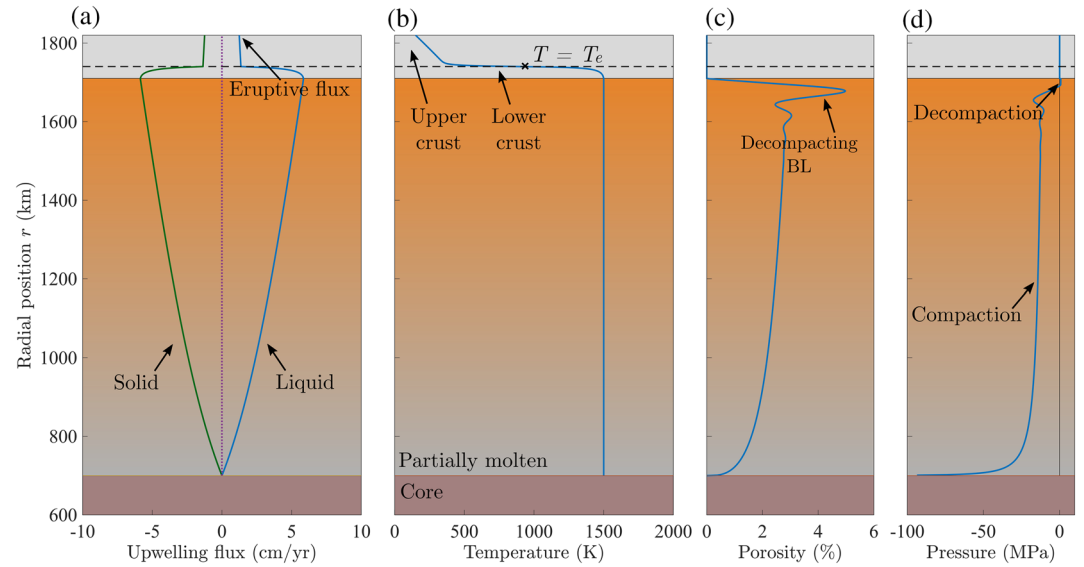 (a)
(b)
(c)
(d)
1800
1600
1400
1200
1000
800
600
Radial position r (km)
Eruptive flux
Solid
Liquid
-10
-5
0
5
10
Upwelling flux (cm/yr)
T = Te
Upper
crust
Lower
crust
Partially molten
Core
0
500
1000
1500
2000
Temperature (K)
Decompacting
BL
0
2
4
6
Porosity (%)
Decompaction
Compaction
-100
-50
0
Pressure (MPa)